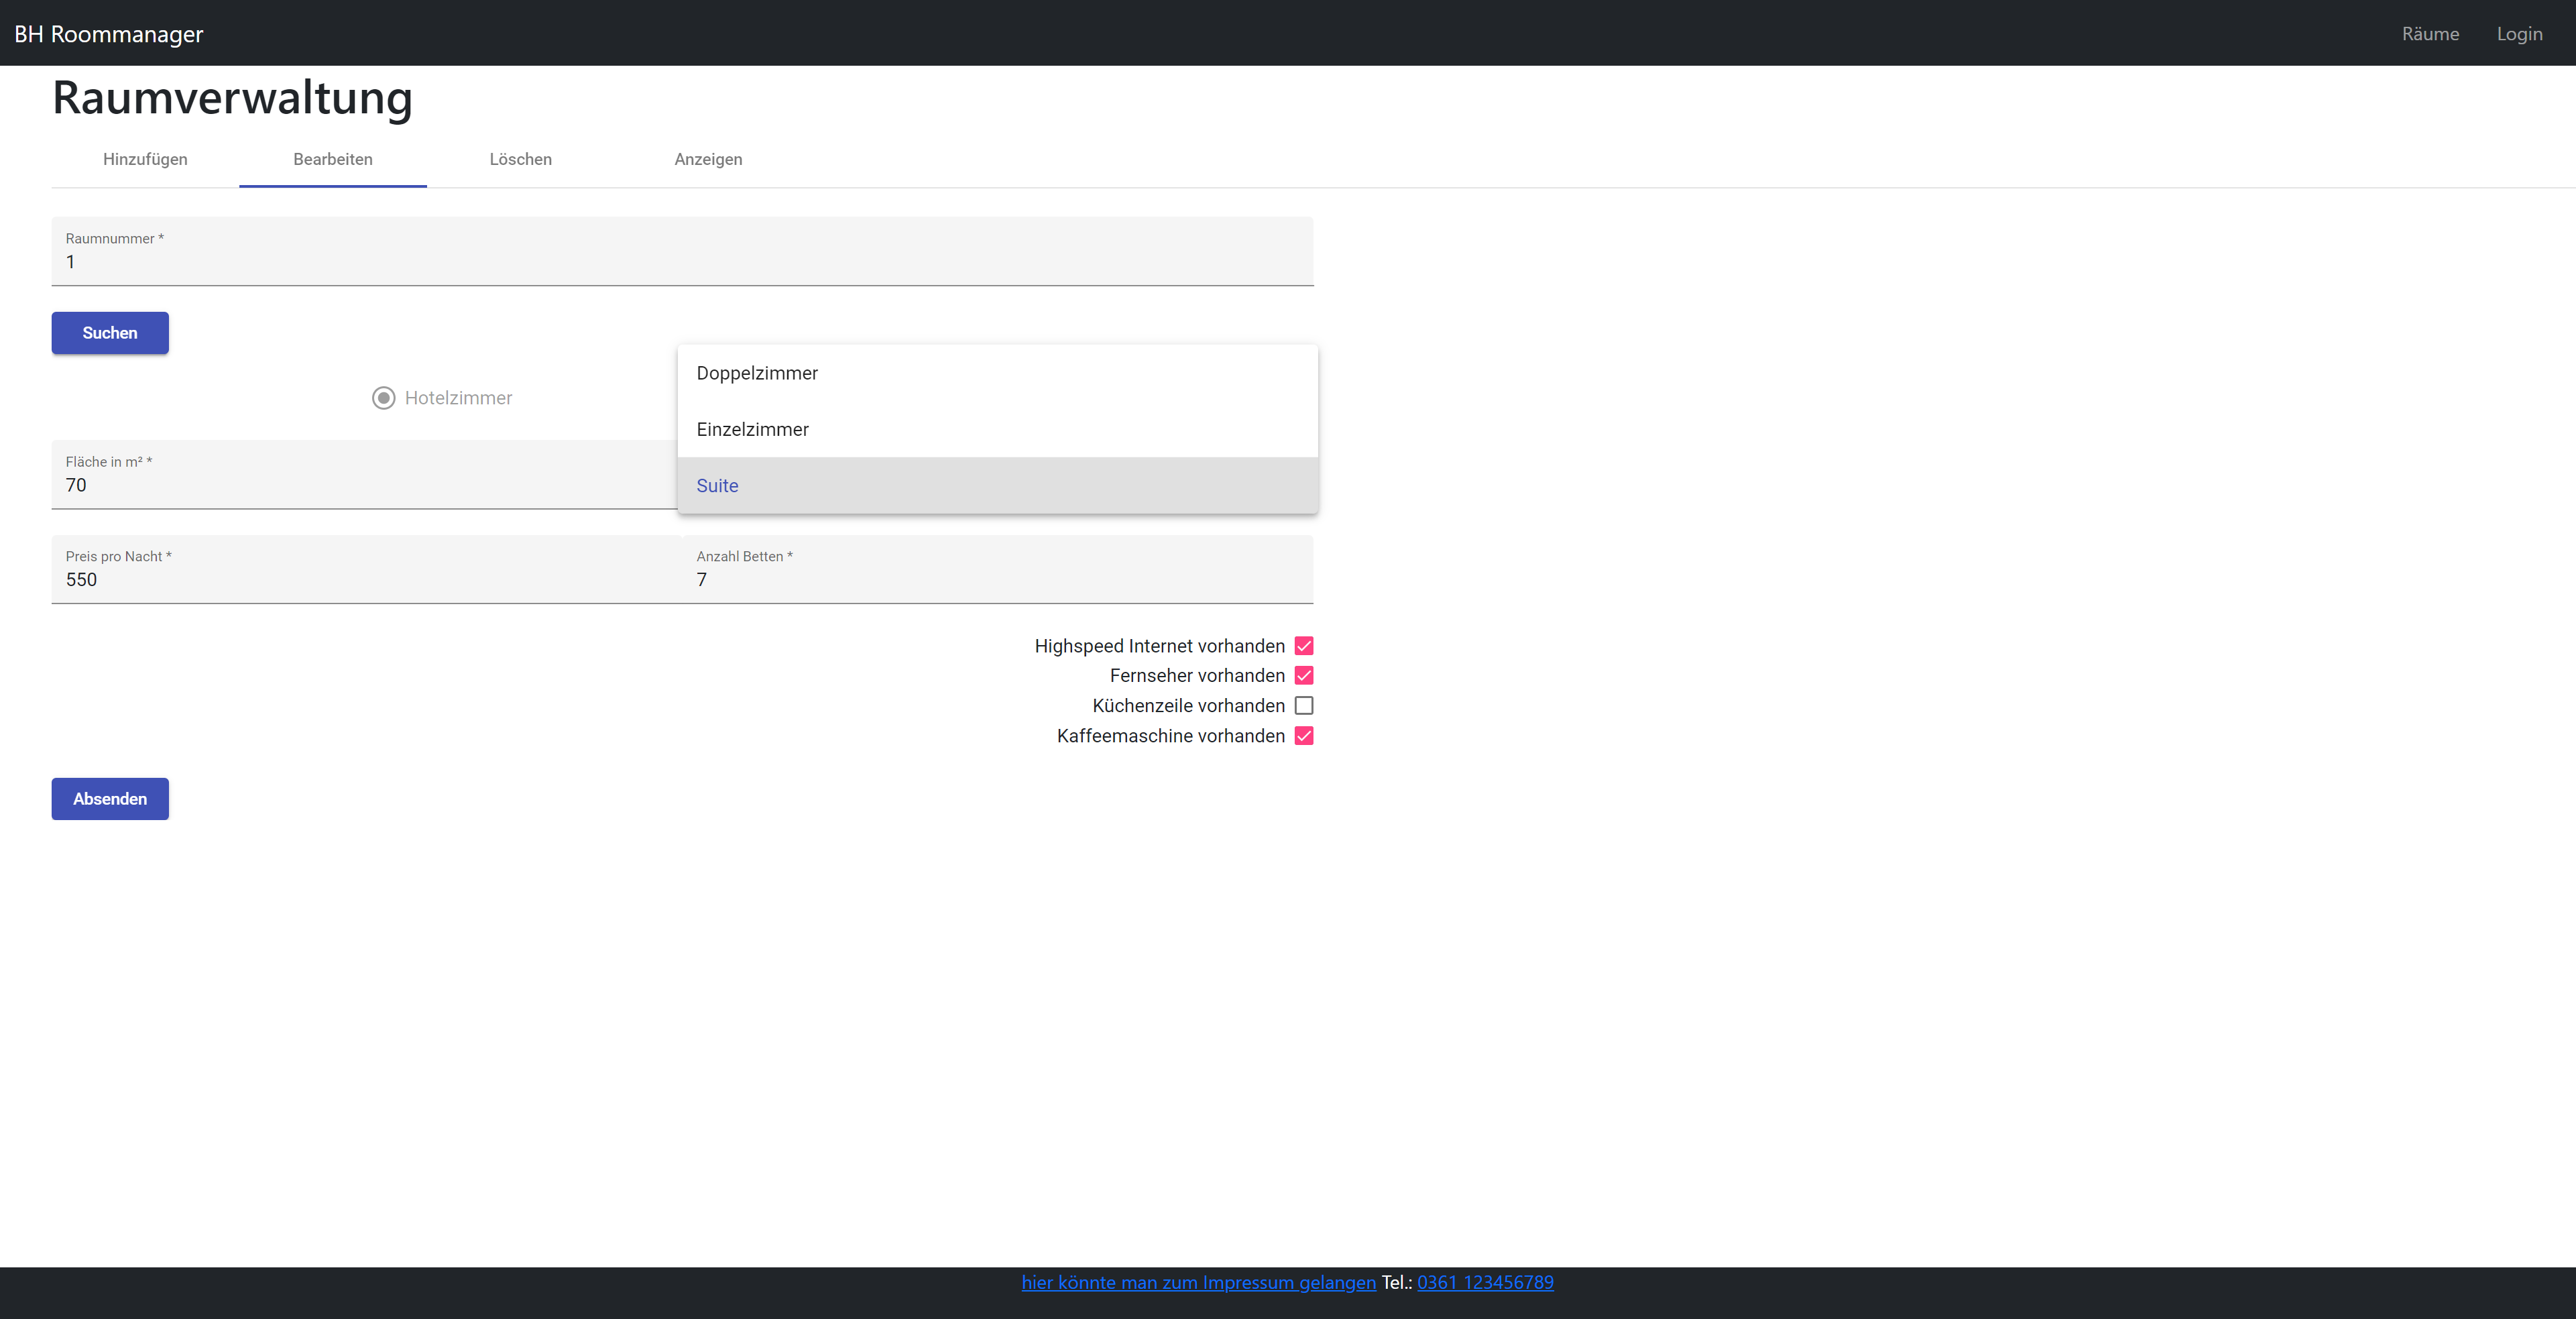 BH Roommanager
Räume
Login
Raumverwaltung
Hinzufügen
Bearbeiten
Löschen
Anzeigen
Raumnummer *
1
Suchen
Hotelzimmer
Doppelzimmer
Einzelzimmer
Suite
Fläche in m² *
70
Preis pro Nacht *
550
Anzahl Betten *
7
Highspeed Internet vorhanden
Fernseher vorhanden
Küchenzeile vorhanden
Kaffeemaschine vorhanden
Absenden
hier könnte man zum Impressum gelangen Tel.: 0361 123456789